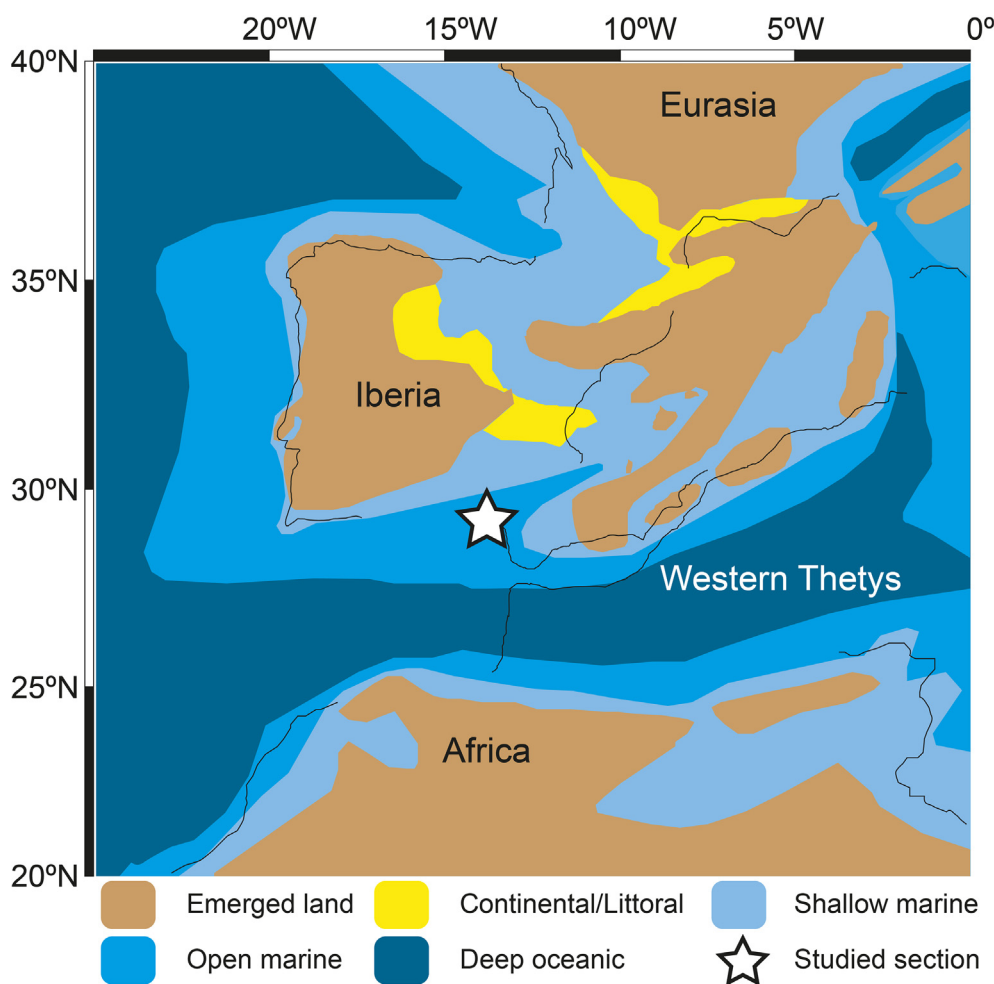 20ºW 15ºW 10ºW 5ºW 0º
40ºN
Eurasia
35ºN
Iberia
30ºN
Western Thetys
25ºN
Africa
20ºN
Emerged land Continental/Littoral Shallow marine
Open marine Deep oceanic Studied section